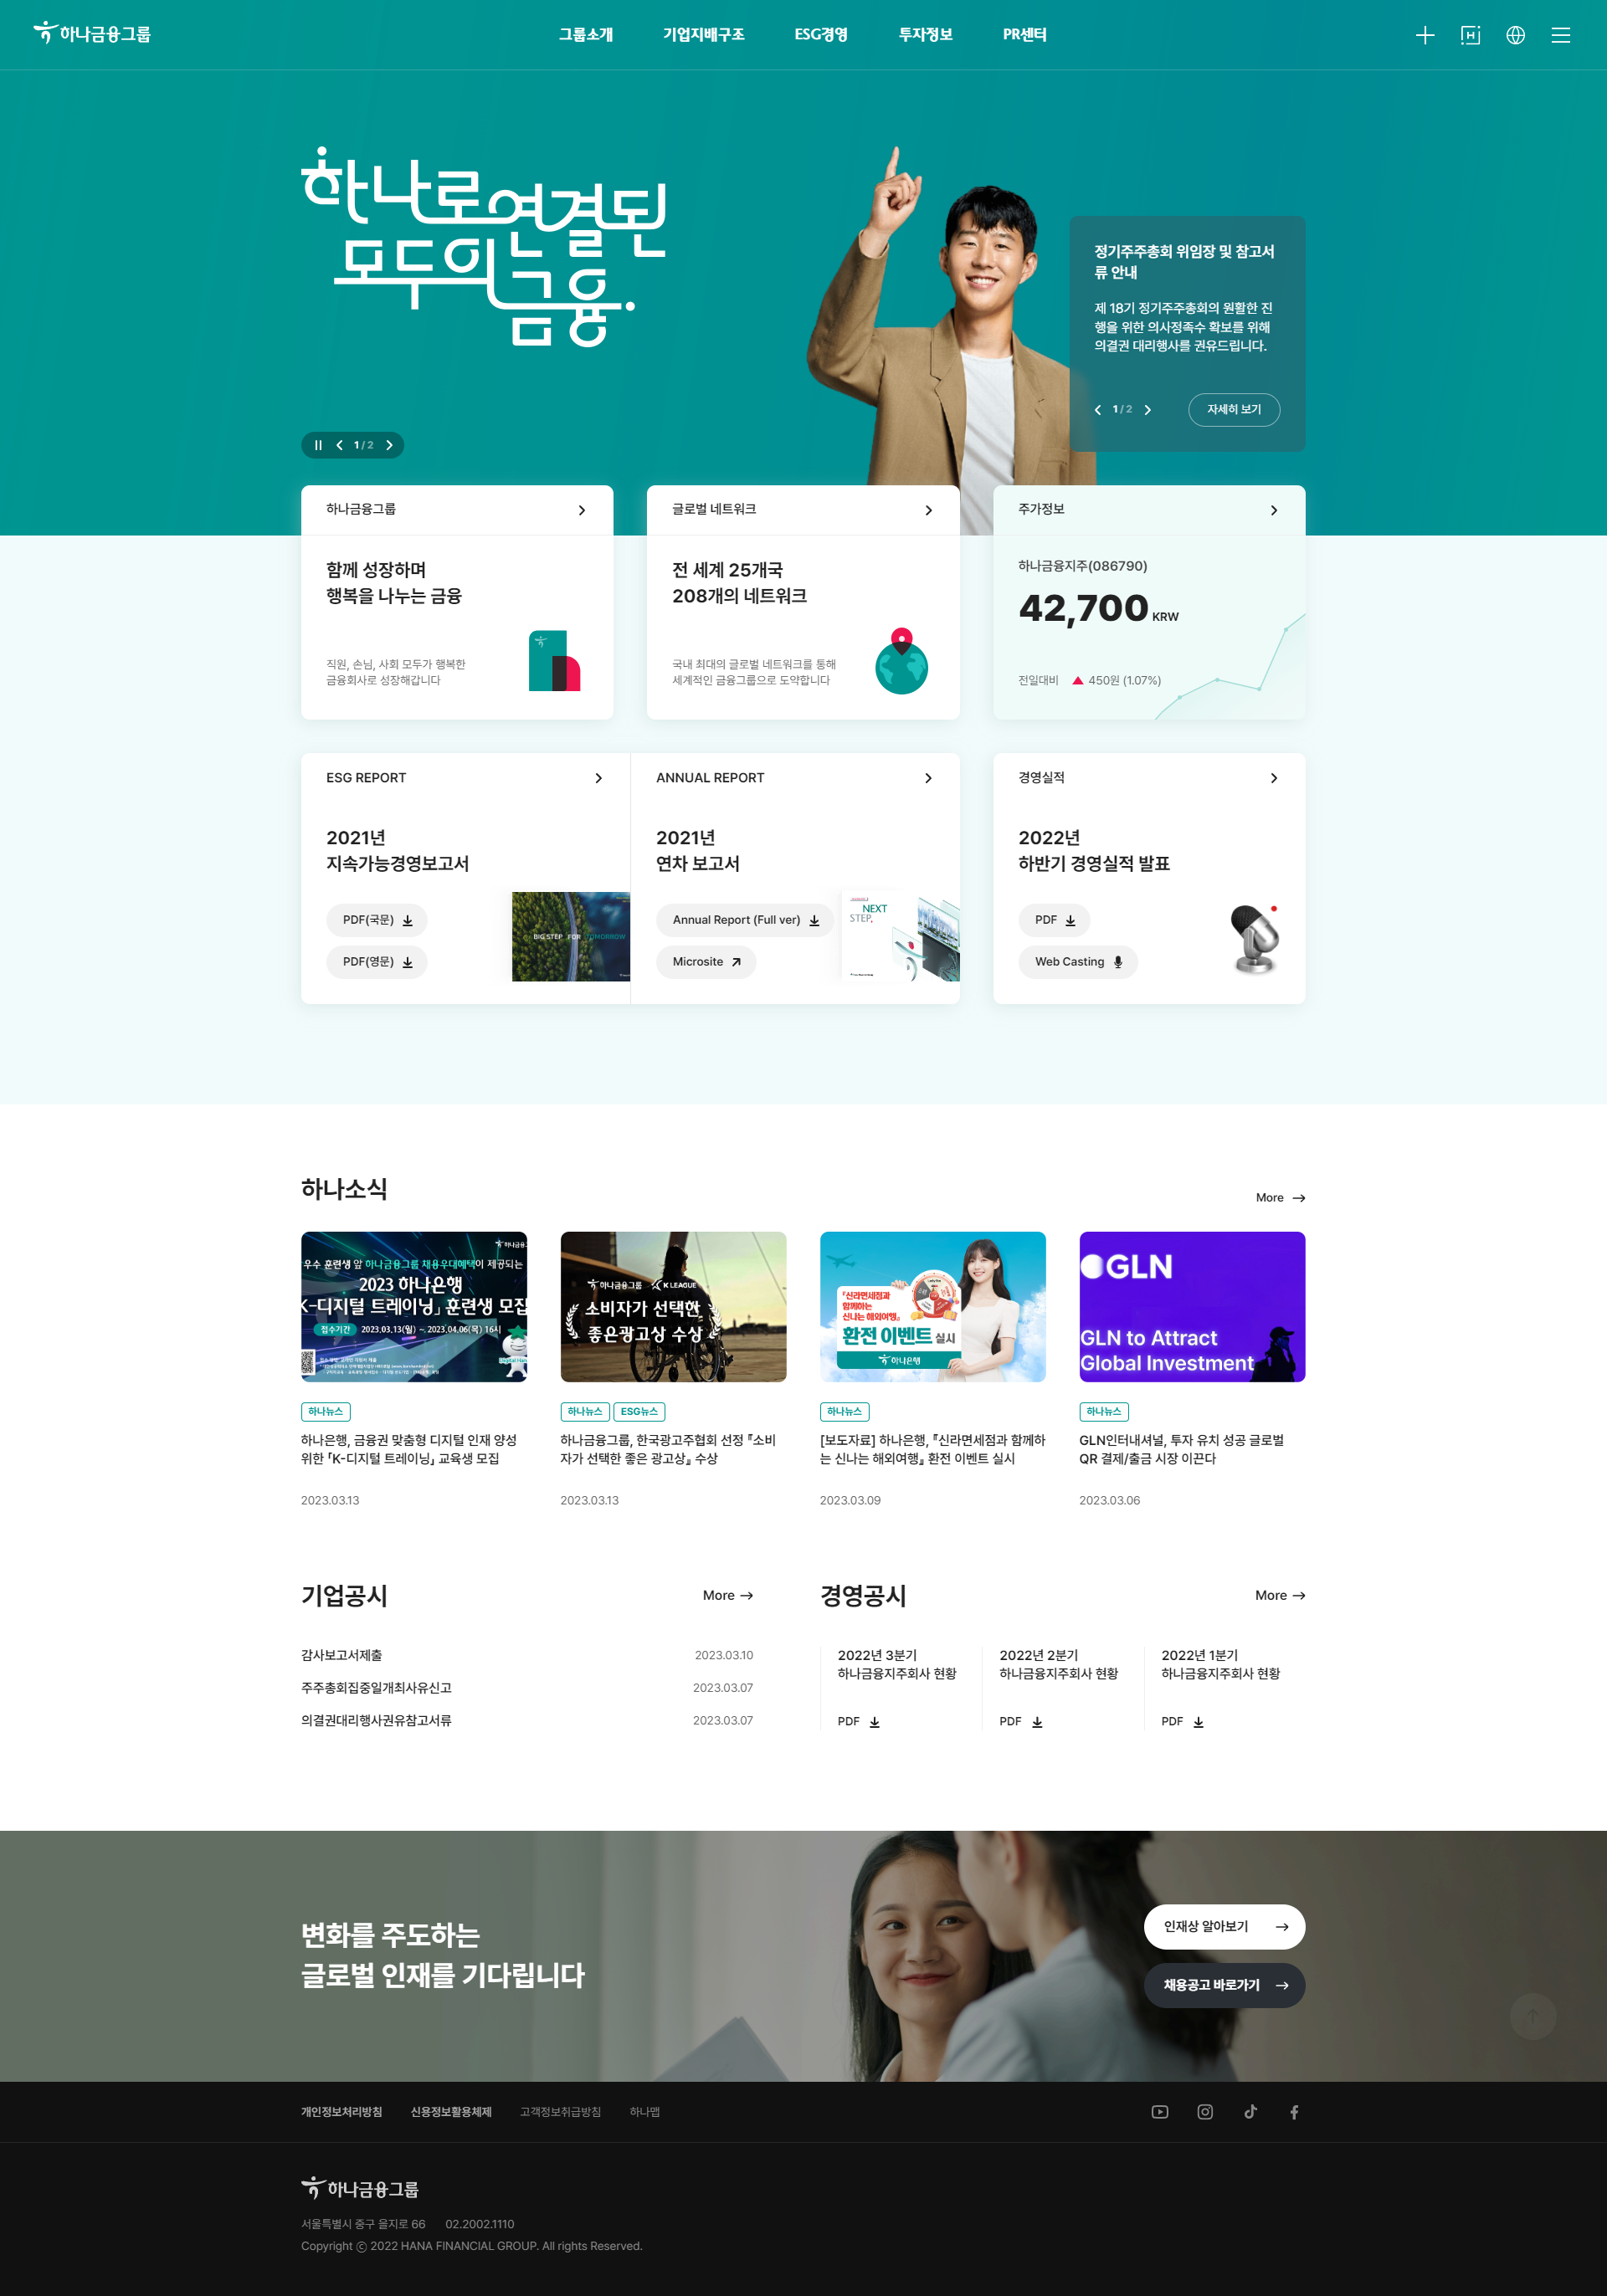 하나금융그룹
그룹소개
기업지배구조
ESG경영
투자정보
PR센터
하나로 연결된
모두의 금융.
정기주주총회 위임장 및 참고서
류 안내
제 18기 정기주주총회의 원활한 진
행을 위한 의사정족수 확보를 위해
의결권 대리행사를 권유드립니다.
1 / 2
자세히 보기
1 / 2
하나금융그룹
함께 성장하며
행복을 나누는 금융
직원, 손님, 사회 모두가 행복한
금융회사로 성장해갑니다
글로벌 네트워크
전 세계 25개국
208개의 네트워크
국내 최대의 글로벌 네트워크를 통해
세계적인 금융그룹으로 도약합니다
주가정보
하나금융지주(086790)
42,700 KRW
전일대비 ▲ 450원 (1.07%)
ESG REPORT
2021년
지속가능경영보고서
PDF(국문)
PDF(영문)
BIG STEP FOR TOMORROW
ANNUAL REPORT
2021년
연차 보고서
Annual Report (Full ver)
Microsite
NEXT
STEP,
경영실적
2022년
하반기 경영실적 발표
PDF
Web Casting
하나소식
More
하나금융그
우수 훈련생 앞 하나금융그룹 채용우대혜택이 제공되는
2023 하나은행
K-디지털 트레이닝」 훈련생 모집
접수기간 2023.03.13(월) ~ 2023.04.06(목) 16시
하나뉴스
하나은행, 금융권 맞춤형 디지털 인재 양성
위한 「K-디지털 트레이닝」 교육생 모집
2023.03.13
하나금융그룹 K LEAGUE
소비자가 선택한
좋은광고상 수상
하나뉴스
ESG뉴스
하나금융그룹, 한국광고주협회 선정 『소비
자가 선택한 좋은 광고상』 수상
2023.03.13
『신라면세점과
함께하는
신나는 해외여행』
환전 이벤트 실시
하나은행
하나뉴스
[보도자료] 하나은행, 『신라면세점과 함께하
는 신나는 해외여행』 환전 이벤트 실시
2023.03.09
GLN
GLN to Attract
Global Investment
하나뉴스
GLN인터내셔널, 투자 유치 성공 글로벌
QR 결제/출금 시장 이끈다
2023.03.06
기업공시
More
감사보고서제출
2023.03.10
주주총회집중일개최사유신고
2023.03.07
의결권대리행사권유참고서류
2023.03.07
경영공시
More
2022년 3분기
하나금융지주회사 현황
PDF
2022년 2분기
하나금융지주회사 현황
PDF
2022년 1분기
하나금융지주회사 현황
PDF
변화를 주도하는
글로벌 인재를 기다립니다
인재상 알아보기
채용공고 바로가기
개인정보처리방침
신용정보활용체제
고객정보취급방침
하나맵
하나금융그룹
서울특별시 중구 을지로 66 02.2002.1110
Copyright ⓒ 2022 HANA FINANCIAL GROUP. All rights Reserved.